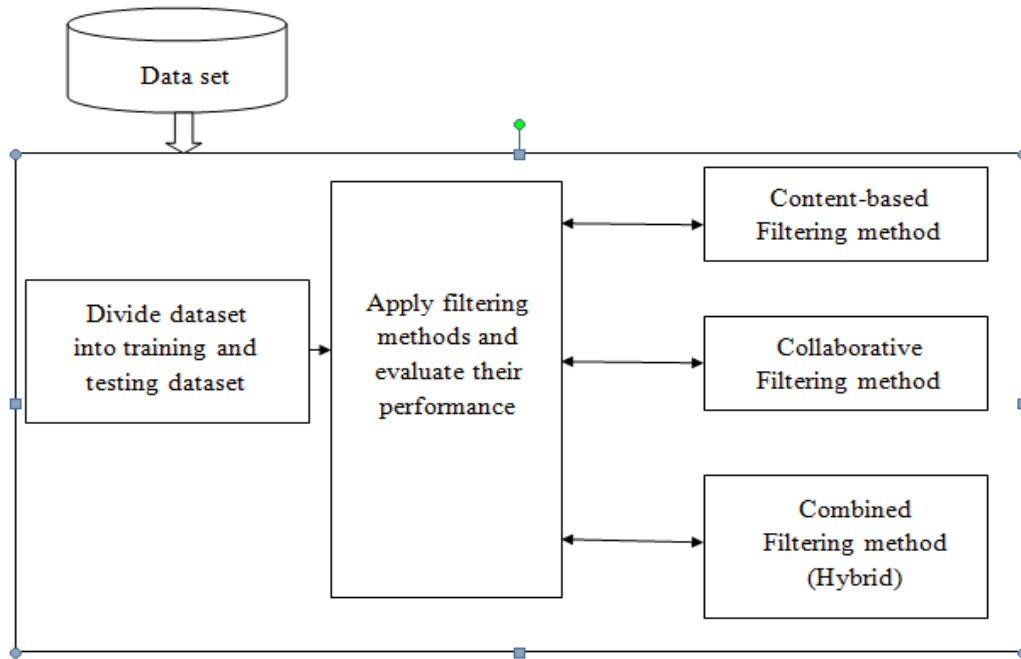 Data set
Divide dataset
into training and
testing dataset
Apply filtering
methods and
evaluate their
performance
Content-based
Filtering method
Collaborative
Filtering method
Combined
Filtering method
(Hybrid)